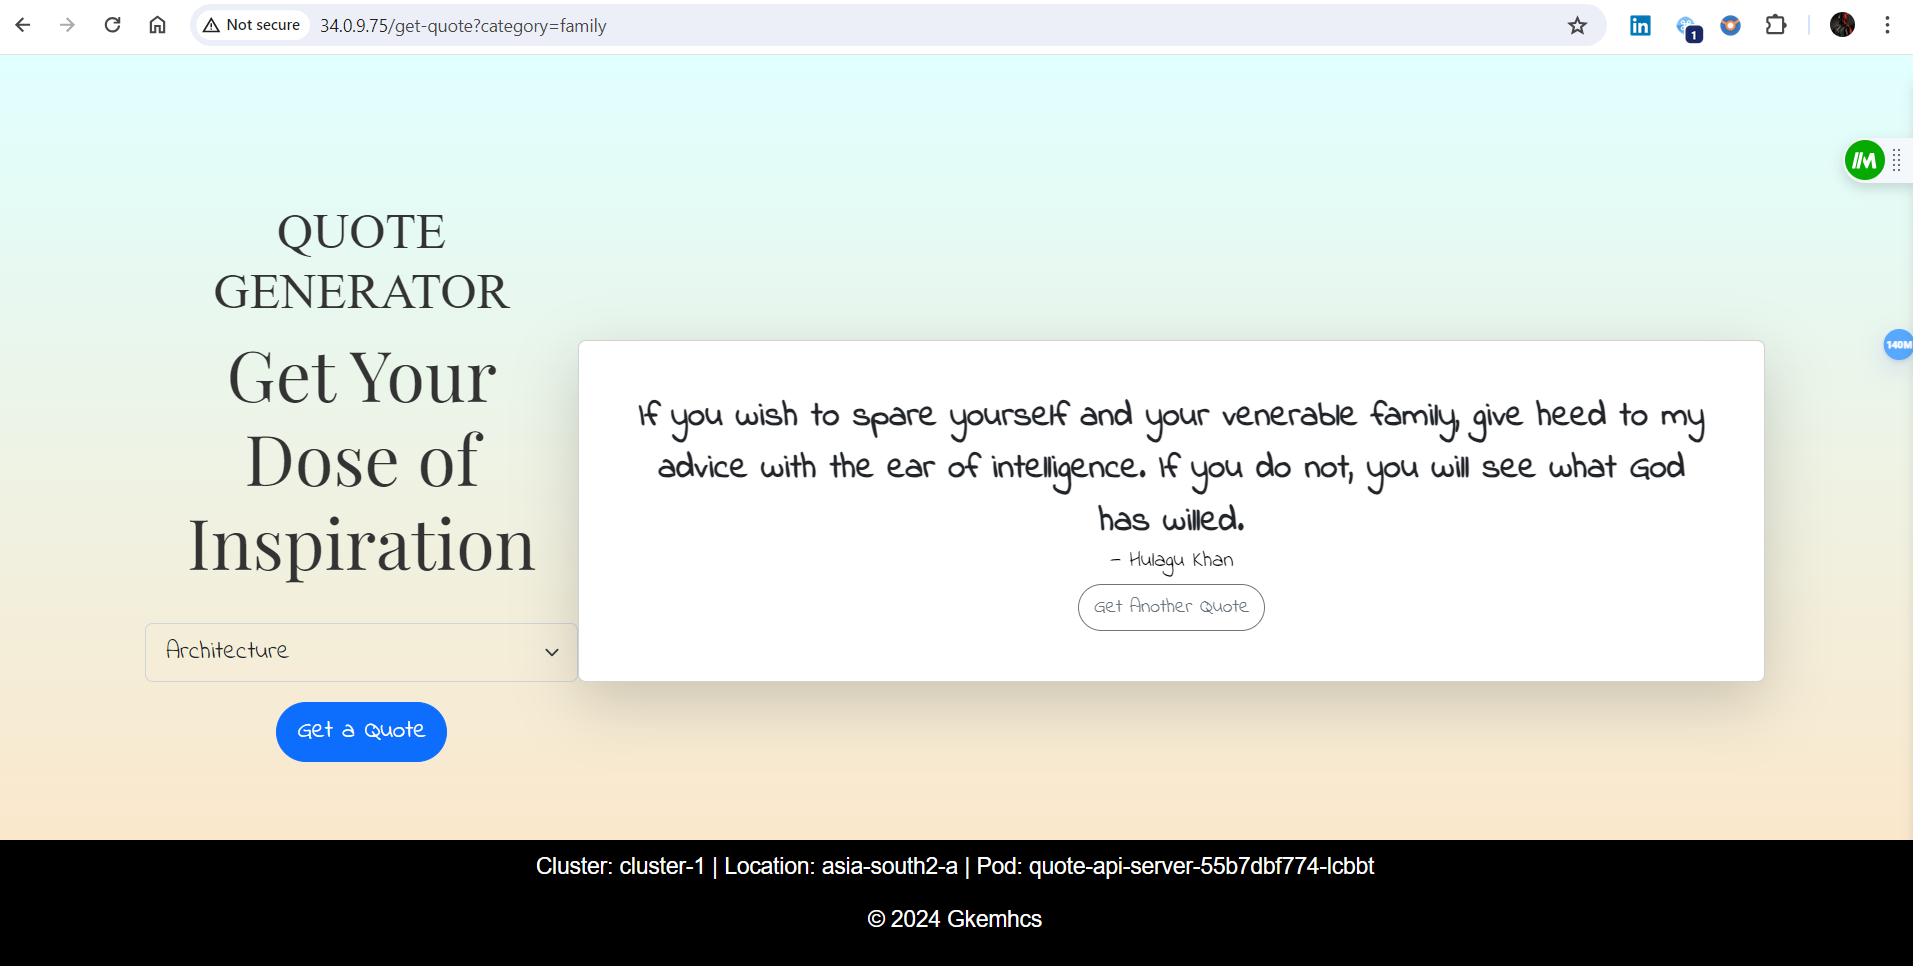 Not secure 34.0.9.75/get-quote?category=family
1
QUOTE
GENERATOR
Get Your
Dose of
Inspiration
Architecture
Get a Quote
If you wish to spare yourself and your venerable family, give heed to my
advice with the ear of intelligence. If you do not, you will see what God
has willed.
- Hulagu Khan
Get Another Quote
140M
Cluster: cluster-1 | Location: asia-south2-a | Pod: quote-api-server-55b7dbf774-lcbbt
© 2024 Gkemhcs